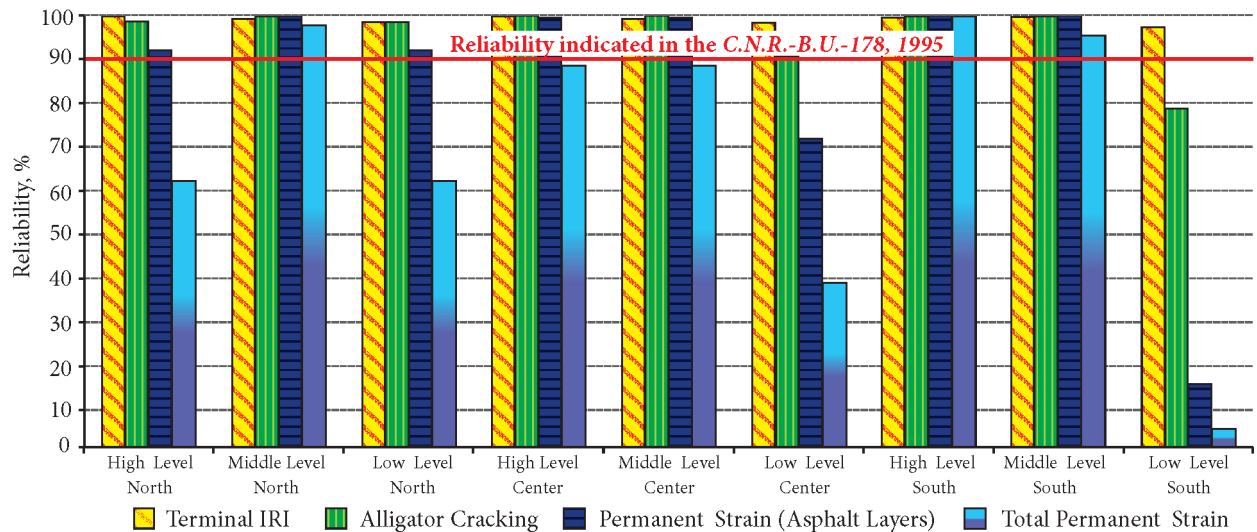 Reliability, %
100
90
80
70
60
50
40
30
20
10
0
Reliability indicated in the C.N.R.-B.U.-178, 1995
High Level
North
Middle Level
North
Low Level
North
High Level
Center
Middle Level
Center
Low Level
Center
High Level
South
Middle Level
South
Low Level
South
Terminal IRI
Alligator Cracking
Permanent Strain (Asphalt Layers)
Total Permanent Strain